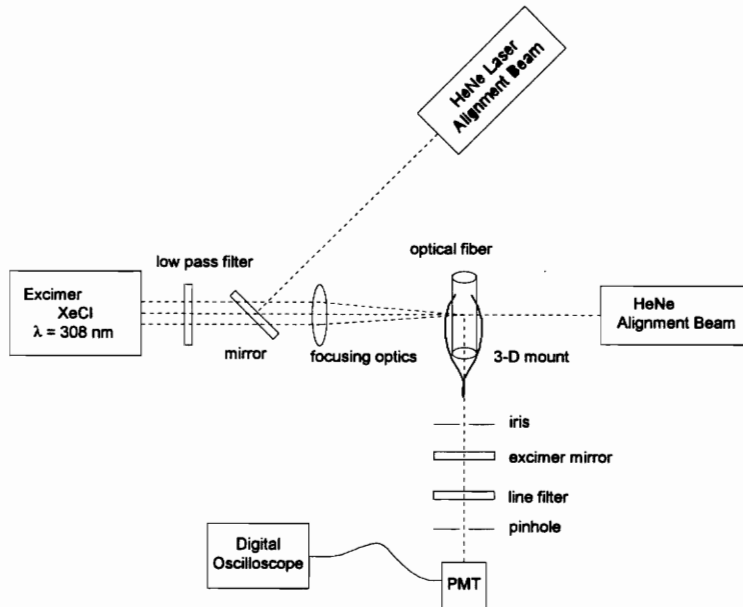 HeNe Laser
Alignment Beam
optical fiber
low pass filter
Excimer
XeCl
λ = 308 nm
HeNe
Alignment Beam
mirror
focusing optics
3-D mount
iris
excimer mirror
line filter
pinhole
Digital
Oscilloscope
PMT